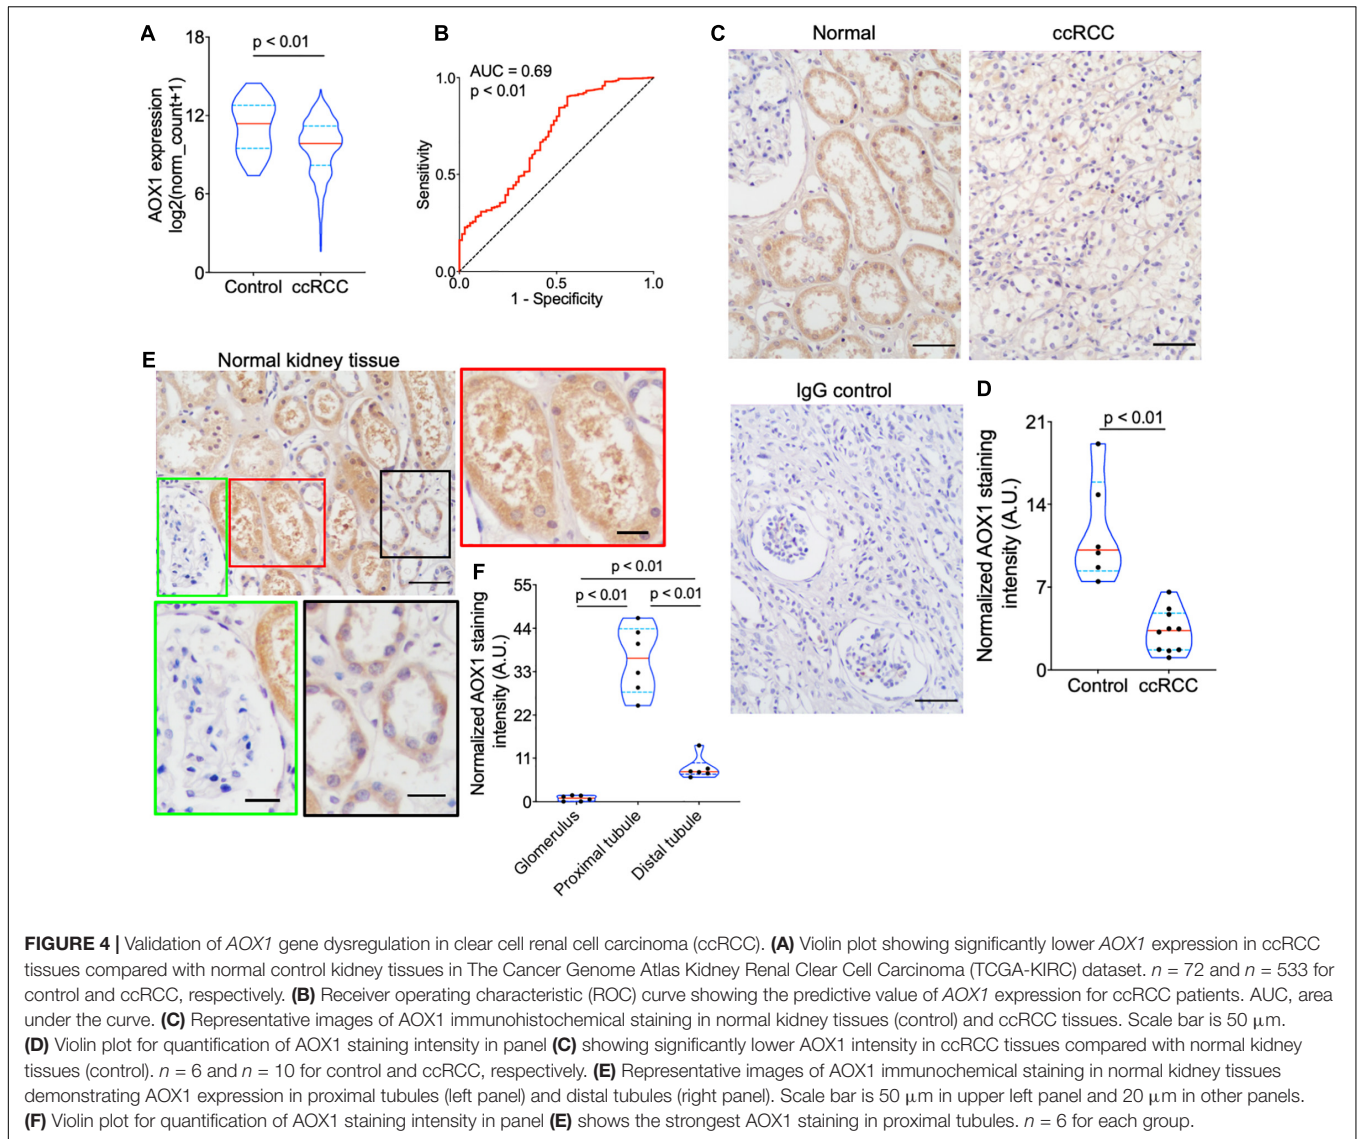 A
18
12
6
0
AOX1 expression
log2(norm_count+1)
p < 0.01
Control ccRCC
B
AUC = 0.69
p < 0.01
1.0
0.5
0.0
Sensitivity
0.0 0.5 1.0
1 - Specificity
C
Normal
ccRCC
IgG control
D
p < 0.01
21
14
7
0
Normalized AOX1 staining
intensity (A.U.)
Control ccRCC
E
Normal kidney tissue
F
p < 0.01
p < 0.01 p < 0.01
55
44
33
22
11
0
Normalized AOX1 staining
intensity (A.U.)
Glomerulus
Proximal tubule
Distal tubule
FIGURE 4 | Validation of AOX1 gene dysregulation in clear cell renal cell carcinoma (ccRCC). (A) Violin plot showing significantly lower AOX1 expression in ccRCC
tissues compared with normal control kidney tissues in The Cancer Genome Atlas Kidney Renal Clear Cell Carcinoma (TCGA-KIRC) dataset. n = 72 and n = 533 for
control and ccRCC, respectively. (B) Receiver operating characteristic (ROC) curve showing the predictive value of AOX1 expression for ccRCC patients. AUC, area
under the curve. (C) Representative images of AOX1 immunohistochemical staining in normal kidney tissues (control) and ccRCC tissues. Scale bar is 50 μm.
(D) Violin plot for quantification of AOX1 staining intensity in panel (C) showing significantly lower AOX1 intensity in ccRCC tissues compared with normal kidney
tissues (control). n = 6 and n = 10 for control and ccRCC, respectively. (E) Representative images of AOX1 immunochemical staining in normal kidney tissues
demonstrating AOX1 expression in proximal tubules (left panel) and distal tubules (right panel). Scale bar is 50 μm in upper left panel and 20 μm in other panels.
(F) Violin plot for quantification of AOX1 staining intensity in panel (E) shows the strongest AOX1 staining in proximal tubules. n = 6 for each group.